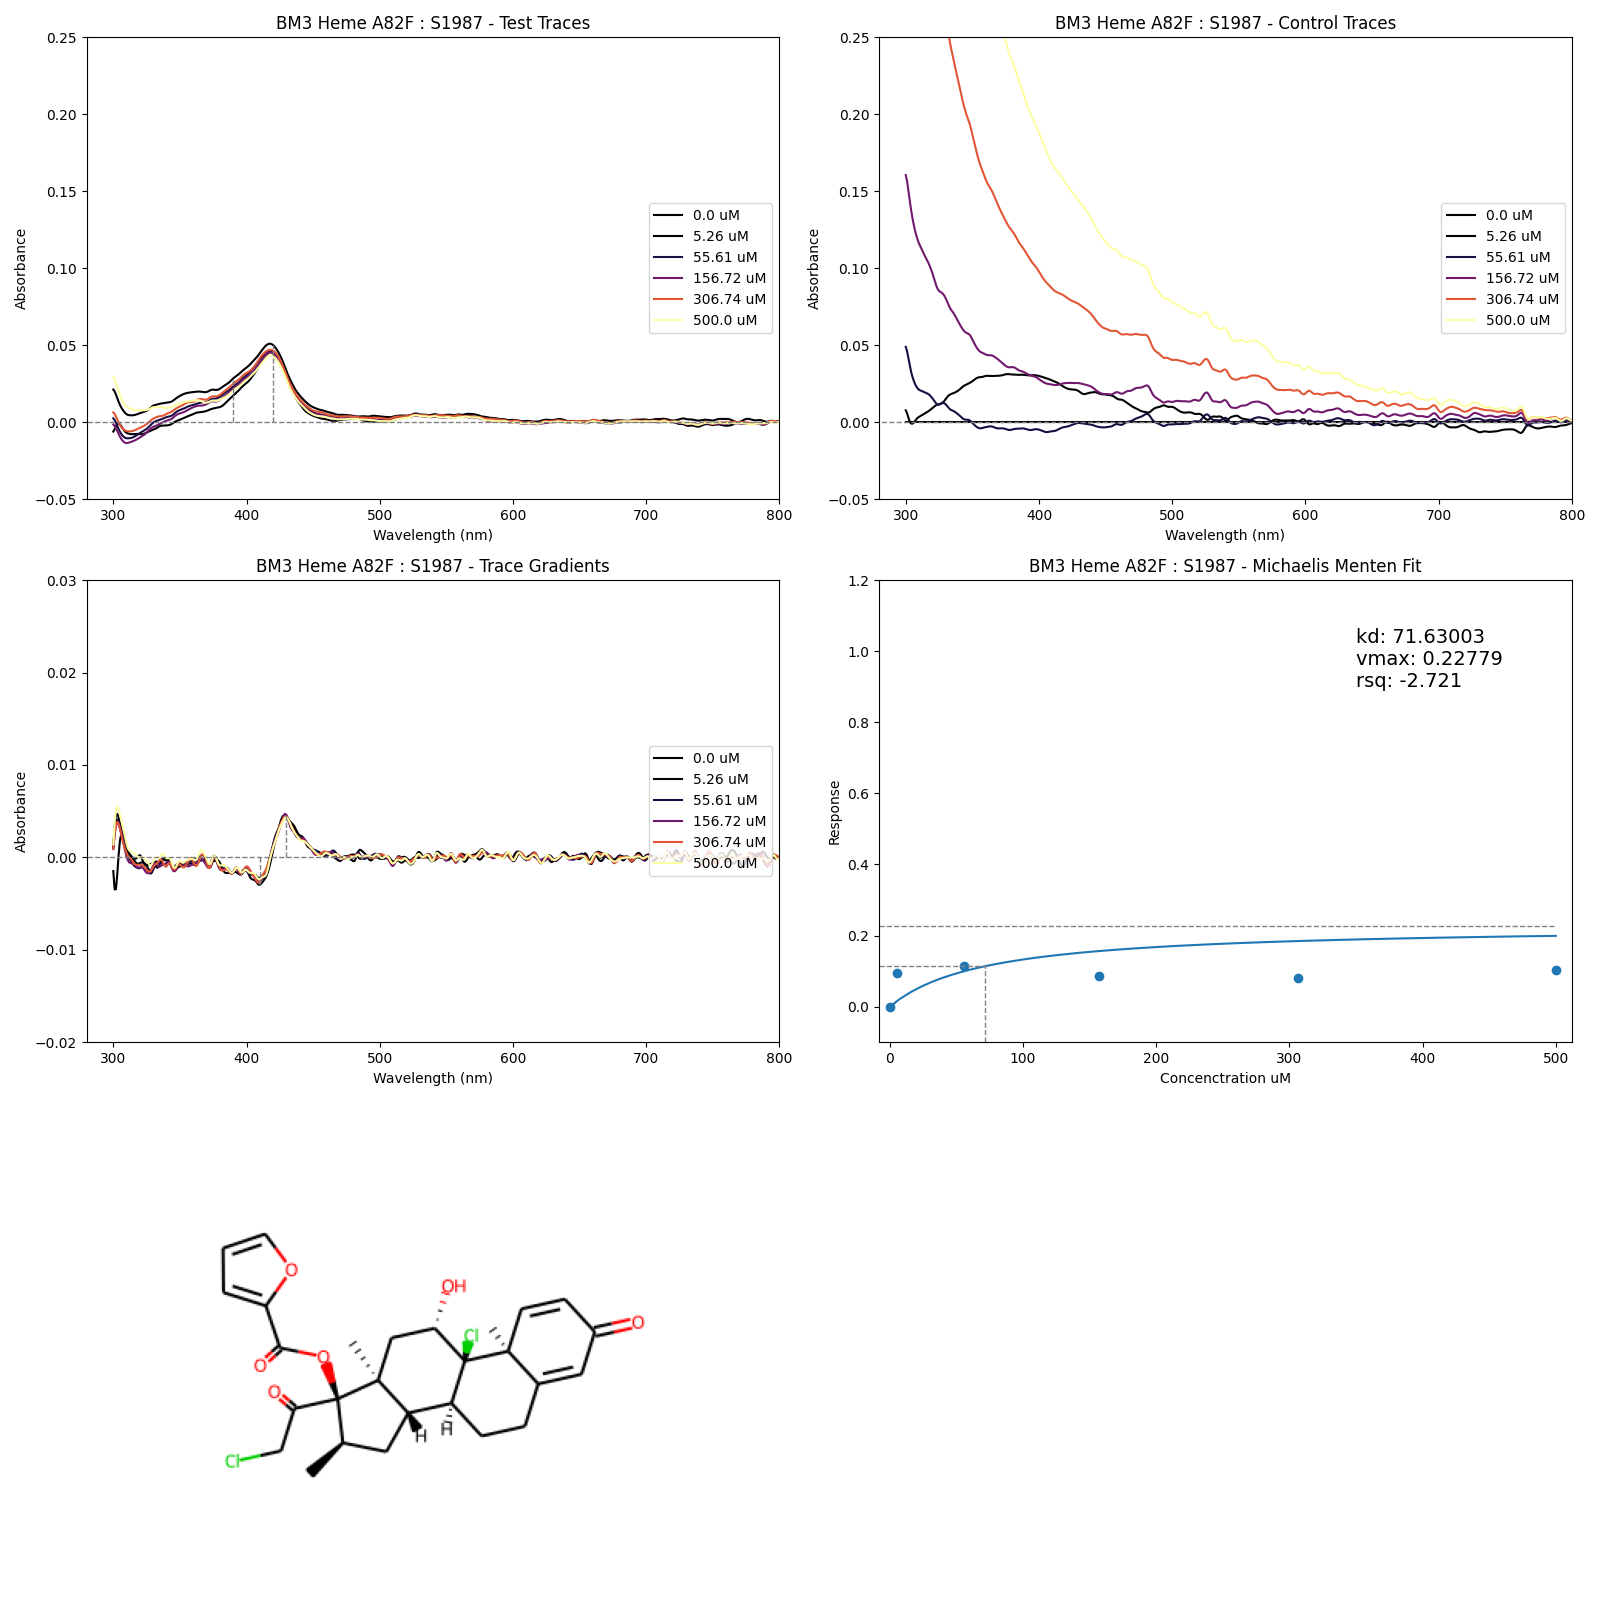 BM3 Heme A82F : S1987 - Test Traces
0.25
0.20
0.15
0.10
0.05
0.00
−0.05
300
400
500
600
700
800
Absorbance
Wavelength (nm)
0.0 uM
5.26 uM
55.61 uM
156.72 uM
306.74 uM
500.0 uM
BM3 Heme A82F : S1987 - Control Traces
0.25
0.20
0.15
0.10
0.05
0.00
−0.05
300
400
500
600
700
800
Absorbance
Wavelength (nm)
0.0 uM
5.26 uM
55.61 uM
156.72 uM
306.74 uM
500.0 uM
BM3 Heme A82F : S1987 - Trace Gradients
0.03
0.02
0.01
0.00
−0.01
−0.02
300
400
500
600
700
800
Absorbance
Wavelength (nm)
0.0 uM
5.26 uM
55.61 uM
156.72 uM
306.74 uM
500.0 uM
BM3 Heme A82F : S1987 - Michaelis Menten Fit
1.2
1.0
0.8
0.6
0.4
0.2
0.0
0
100
200
300
400
500
Response
Concenctration uM
kd: 71.63003
vmax: 0.22779
rsq: -2.721
O
OH
O
Cl
O
O
O
H
H
Cl